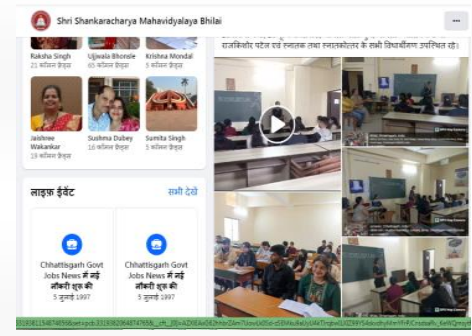 Shri Shankaracharya Mahavidyalaya Bhilai
राजकिशोर पटेल एवं स्नातक तथा स्नातकोत्तर के सभी विद्यार्थीगण उपस्थित रहे।
Raksha Singh
21 कॉमन फ़्रेंड्स
Ujjwala Bhonsle
65 कॉमन फ़्रेंड्स
Krishna Mondal
5 कॉमन फ़्रेंड्स
Jaishree
Wakankar
19 कॉमन फ़्रेंड्स
Sushma Dubey
16 कॉमन फ़्रेंड्स
Sumita Singh
5 कॉमन फ़्रेंड्स
लाइफ़ ईवेंट
सभी देखें
Chhattisgarh Govt
Jobs News में नई
नौकरी शुरू की
5 जुलाई 1997
Chhattisgarh Govt
Jobs News में नई
नौकरी शुरू की
5 जुलाई 1997